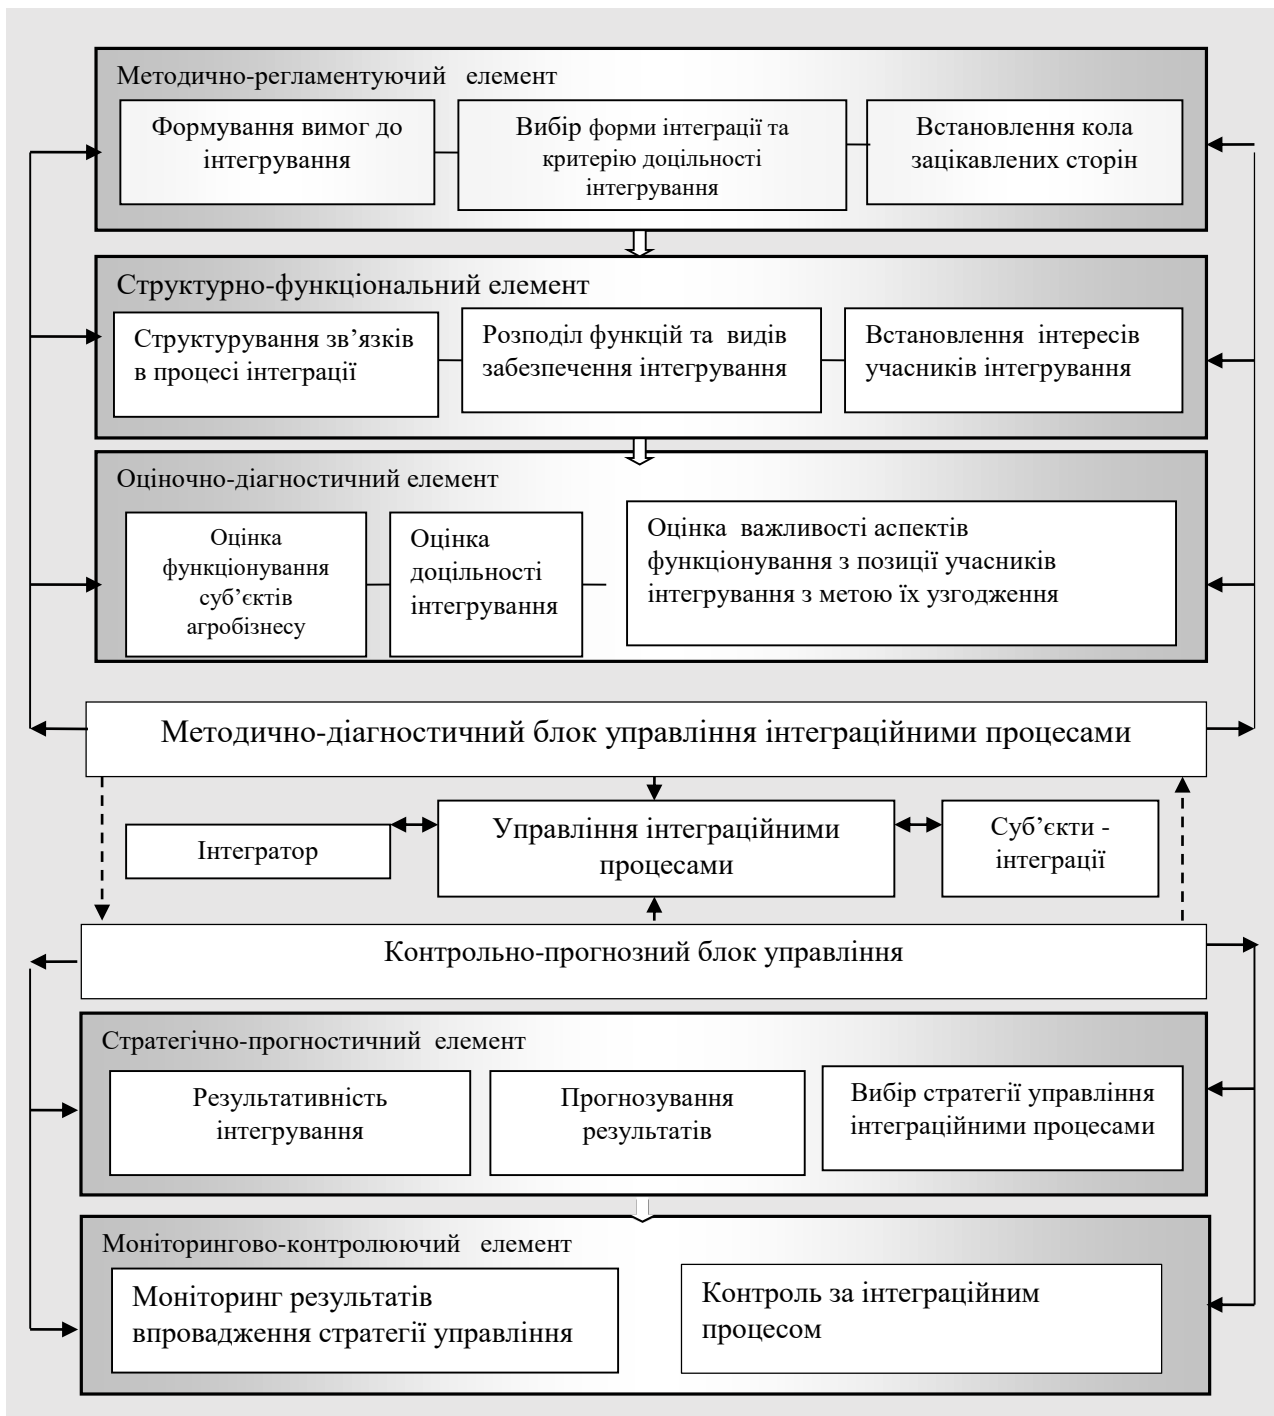 Методично-регламентуючий елемент
Формування вимог до
інтегрування
Вибір форми інтеграції та
критерію доцільності
інтегрування
Встановлення кола
зацікавлених сторін
Структурно-функціональний елемент
Структурування зв’язків
в процесі інтеграції
Розподіл функцій та видів
забезпечення інтегрування
Встановлення інтересів
учасників інтегрування
Оціночно-діагностичний елемент
Оцінка
функціонування
суб’єктів
агробізнесу
Оцінка
доцільності
інтегрування
Оцінка важливості аспектів
функціонування з позиції учасників
інтегрування з метою їх узгодження
Методично-діагностичний блок управління інтеграційними процесами
Інтегратор
Управління інтеграційними
процесами
Суб’єкти -
інтеграції
Контрольно-прогнозний блок управління
Стратегічно-прогностичний елемент
Результативність
інтегрування
Прогнозування
результатів
Вибір стратегії управління
інтеграційними процесами
Моніторингово-контролюючий елемент
Моніторинг результатів
впровадження стратегії управління
Контроль за інтеграційним
процесом